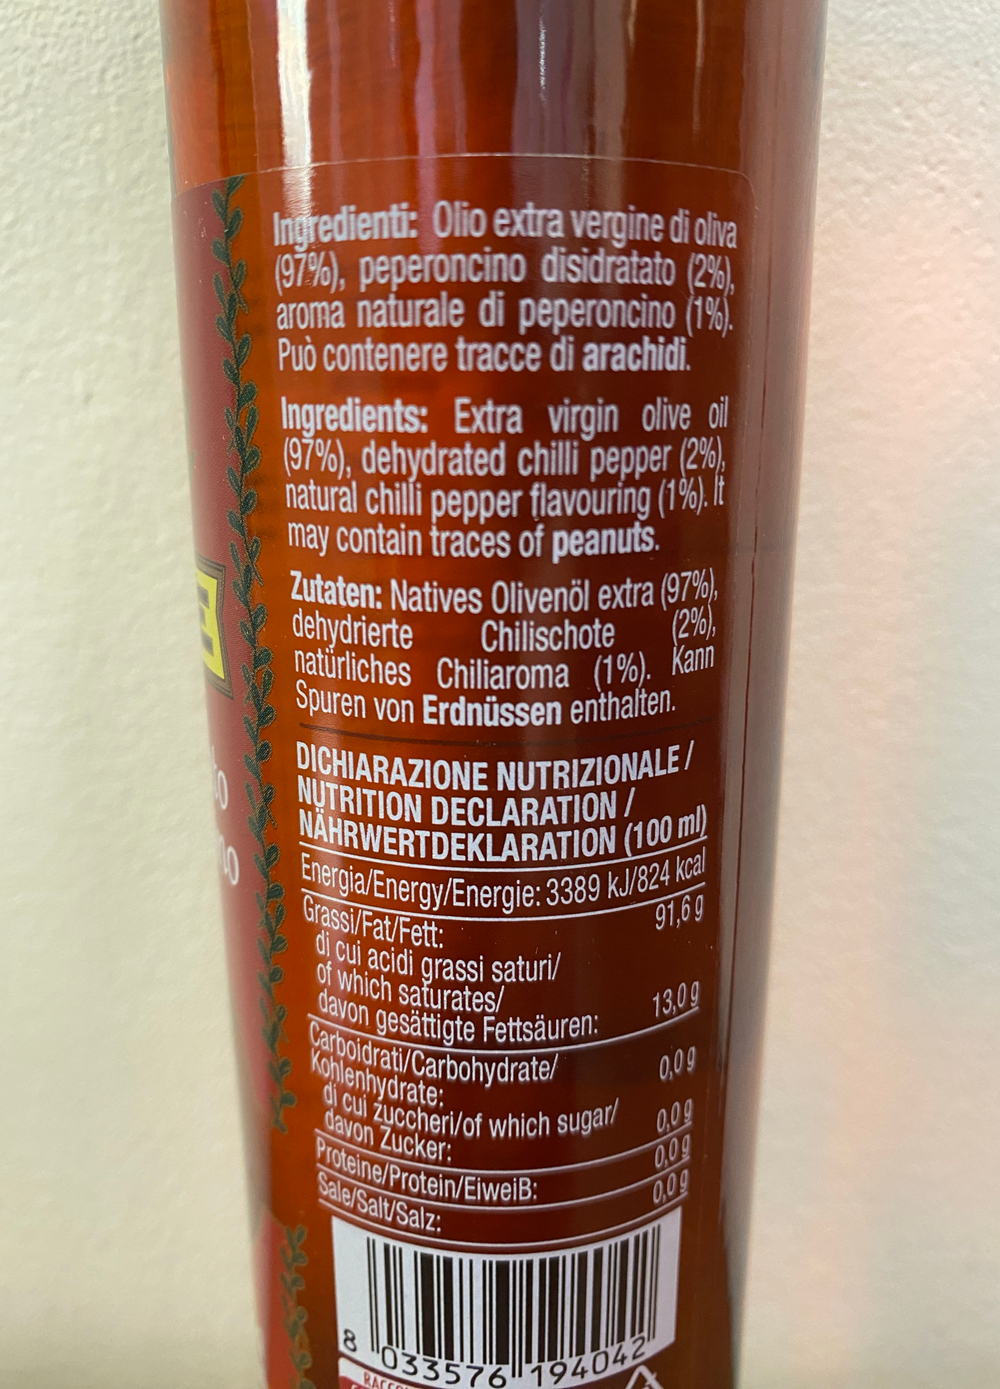 Ingredienti: Olio extra vergine di oliva
(97%), peperoncino disidratato (2%),
aroma naturale di peperoncino (1%).
Può contenere tracce di arachidi.
Ingredients: Extra virgin olive oil
(97%), dehydrated chilli pepper (2%),
natural chilli pepper flavouring (1%). It
may contain traces of peanuts.
Zutaten: Natives Olivenöl extra (97%),
dehydrierte Chilischote (2%),
natürliches Chiliaroma (1%). Kann
Spuren von Erdnüssen enthalten.
DICHIARAZIONE NUTRIZIONALE /
NUTRITION DECLARATION /
NÄHRWERTDEKLARATION (100 ml)
Energia/Energy/Energie: 3389 kJ/824 kcal
Grassi/Fat/Fett: 91,6 g
di cui acidi grassi saturi/
of which saturates/
davon gesättigte Fettsäuren: 13,0 g
Carboidrati/Carbohydrate/
Kohlenhydrate: 0,0 g
di cui zuccheri/of which sugar/
davon Zucker: 0,0 g
Proteine/Protein/Eiweiß: 0,0 g
Sale/Salt/Salz: 0,0 g
8 033576 194042